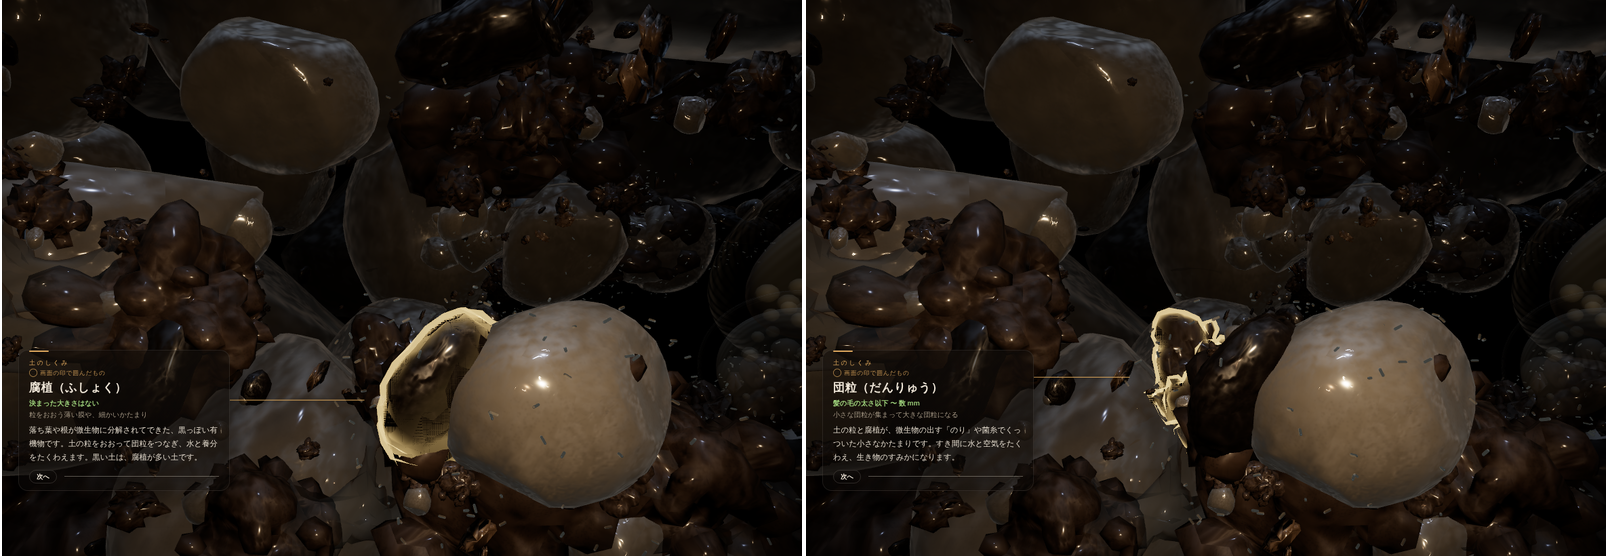 土のしくみ
画面の印で囲んだもの
腐植（ふしょく）
決まった大きさはない
粒をおおう薄い膜や、細かいかたまり
落ち葉や根が微生物に分解されてできた、黒っぽい有
機物です。土の粒をおおって団粒をつなぎ、水と養分
をたくわえます。黒い土は、腐植が多い土です。
次へ
土のしくみ
画面の印で囲んだもの
団粒（だんりゅう）
髪の毛の太さ以下 〜 数 mm
小さな団粒が集まって大きな団粒になる
土の粒と腐植が、微生物の出す「のり」や菌糸でくっ
ついた小さなかたまりです。すき間に水と空気をたく
わえ、生き物のすみかになります。
次へ